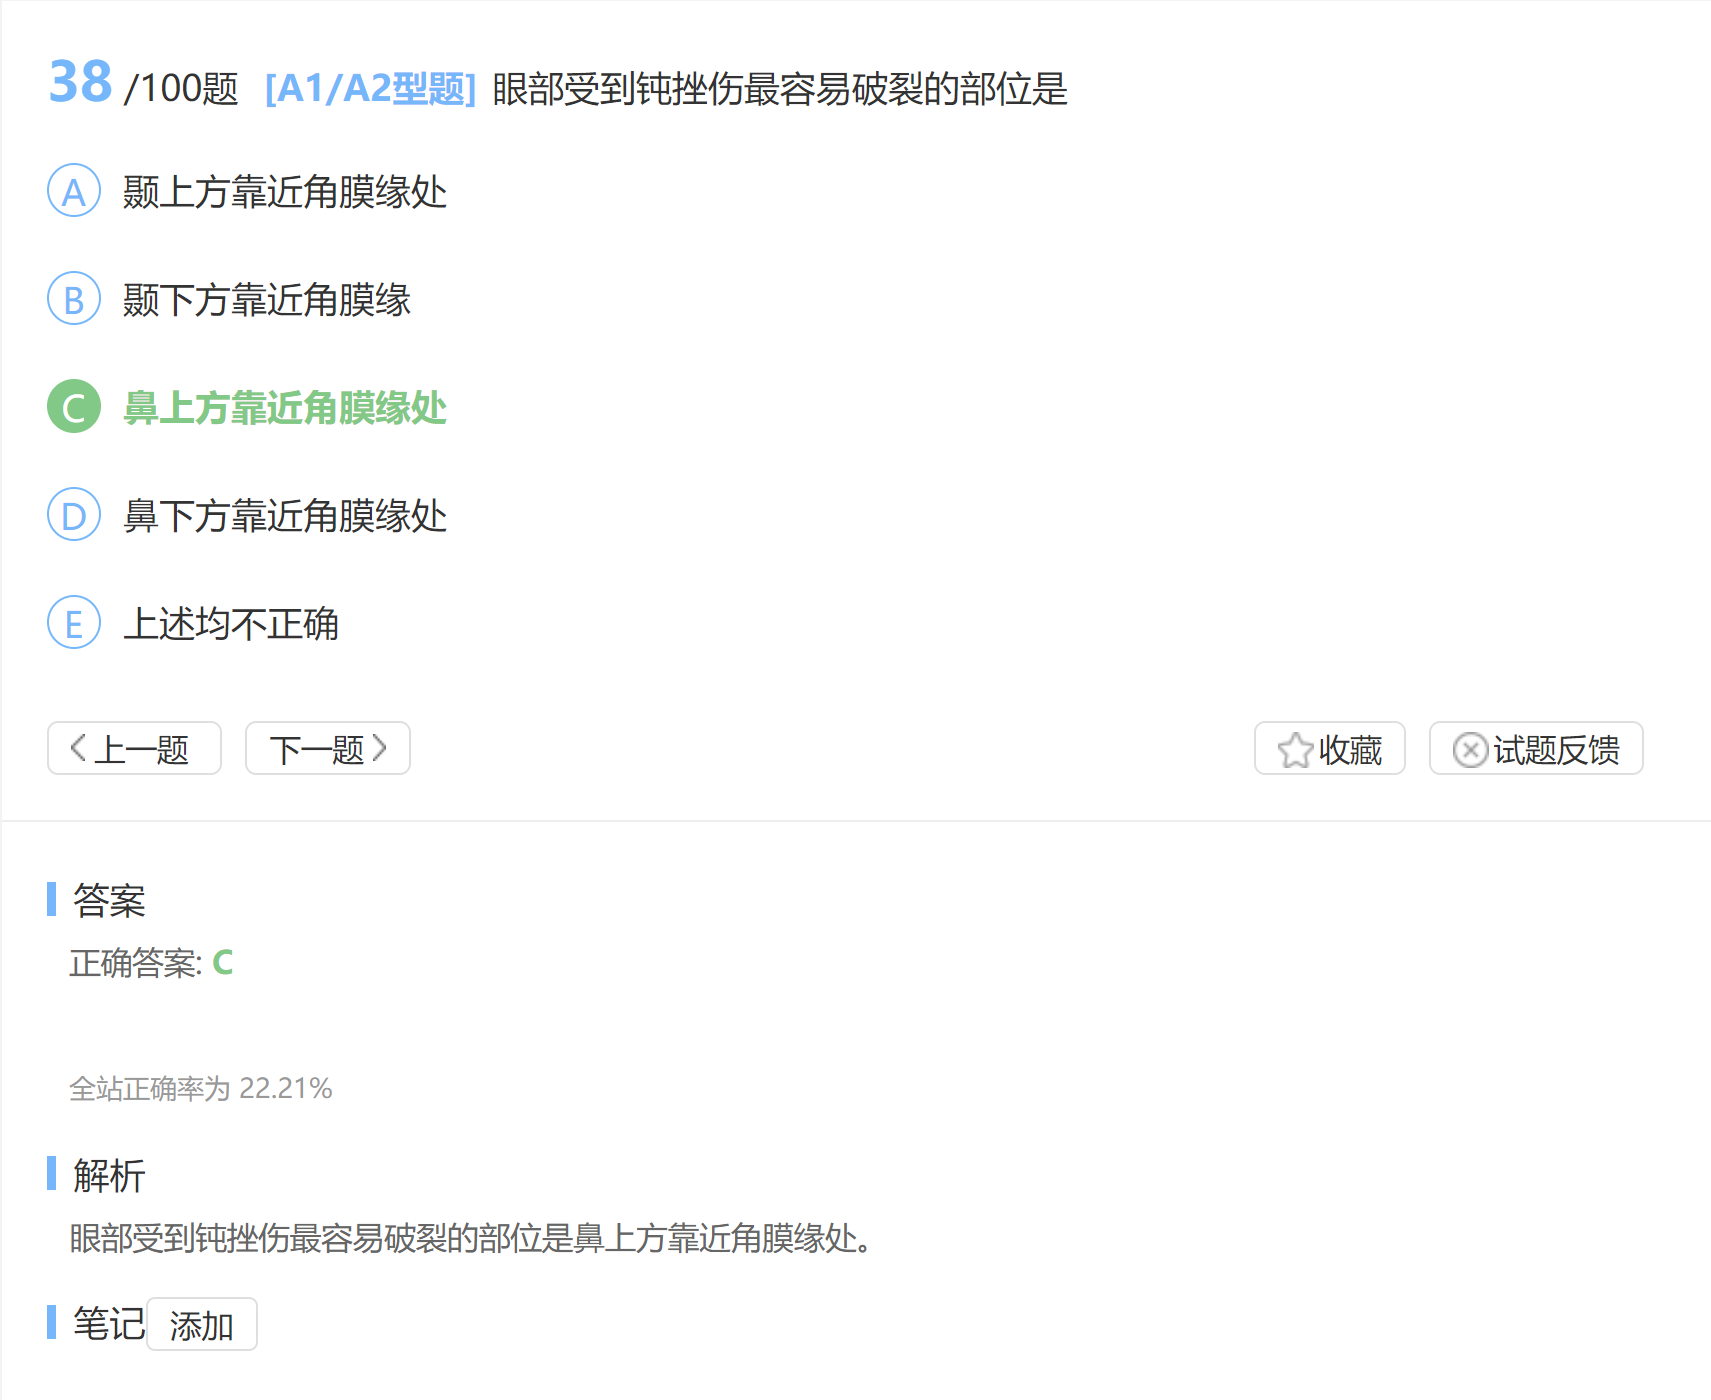 38 /100题 [A1/A2型题] 眼部受到钝挫伤最容易破裂的部位是
A 颞上方靠近角膜缘处
B 颞下方靠近角膜缘
C 鼻上方靠近角膜缘处
D 鼻下方靠近角膜缘处
E 上述均不正确
上一题 下一题 收藏 试题反馈
答案
正确答案: C
全站正确率为 22.21%
解析
眼部受到钝挫伤最容易破裂的部位是鼻上方靠近角膜缘处。
笔记 添加